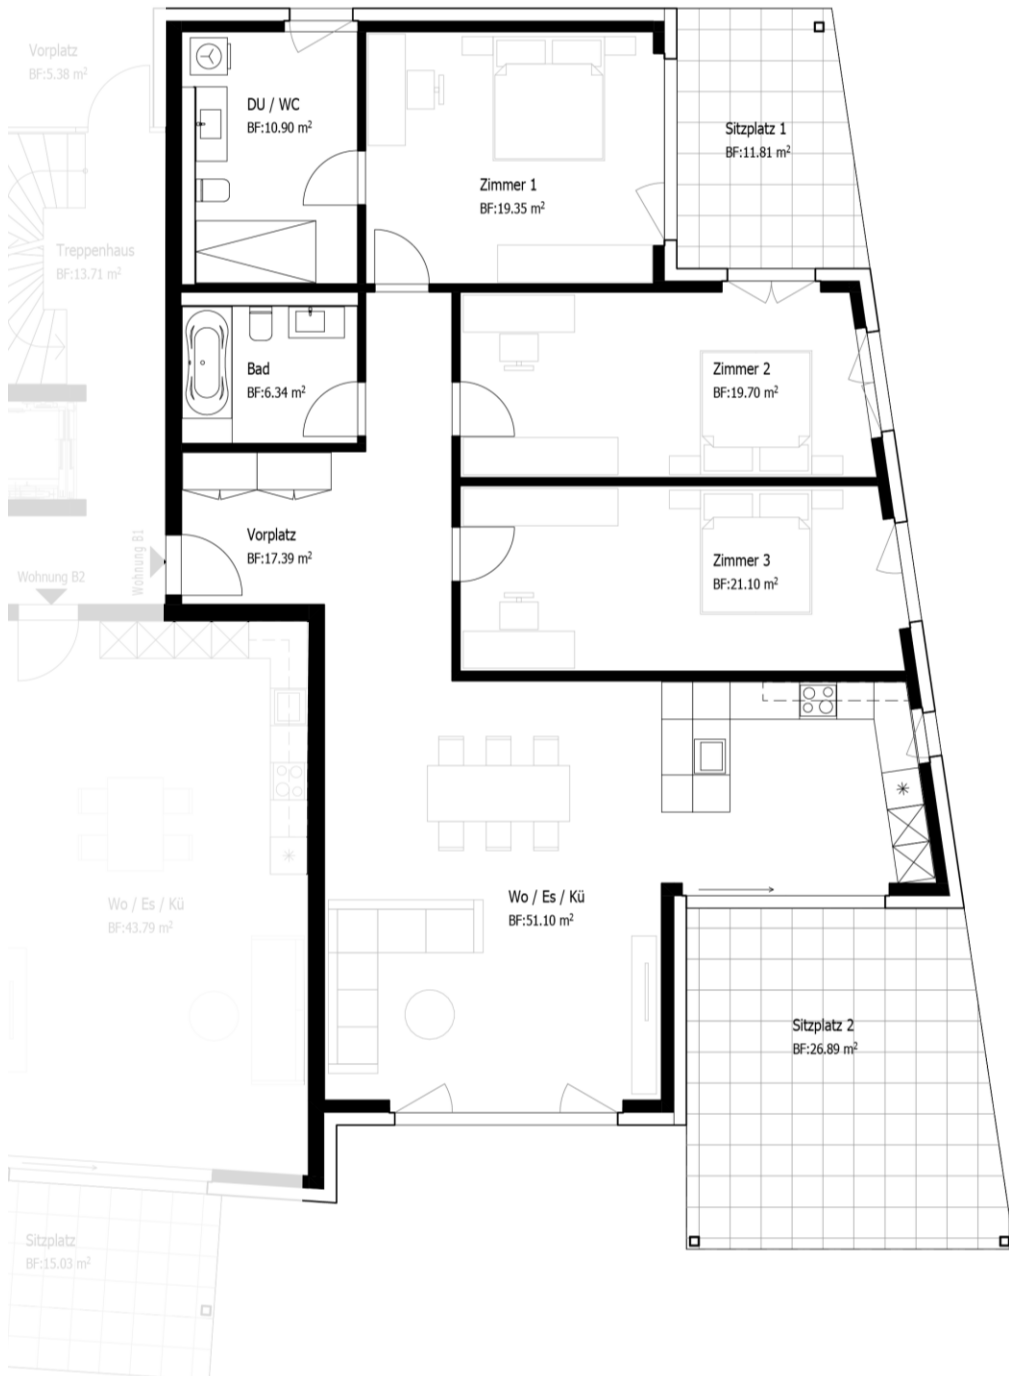 Vorplatz
BF:5.38 m²
DU / WC
BF:10.90 m²
Sitzplatz 1
BF:11.81 m²
Zimmer 1
BF:19.35 m²
Treppenhaus
BF:13.71 m²
Bad
BF:6.34 m²
Zimmer 2
BF:19.70 m²
Vorplatz
BF:17.39 m²
Wohnung B1
Zimmer 3
BF:21.10 m²
Wohnung B2
Wo / Es / Kü
BF:43.79 m²
Wo / Es / Kü
BF:51.10 m²
Sitzplatz 2
BF:26.89 m²
Sitzplatz
BF:15.03 m²